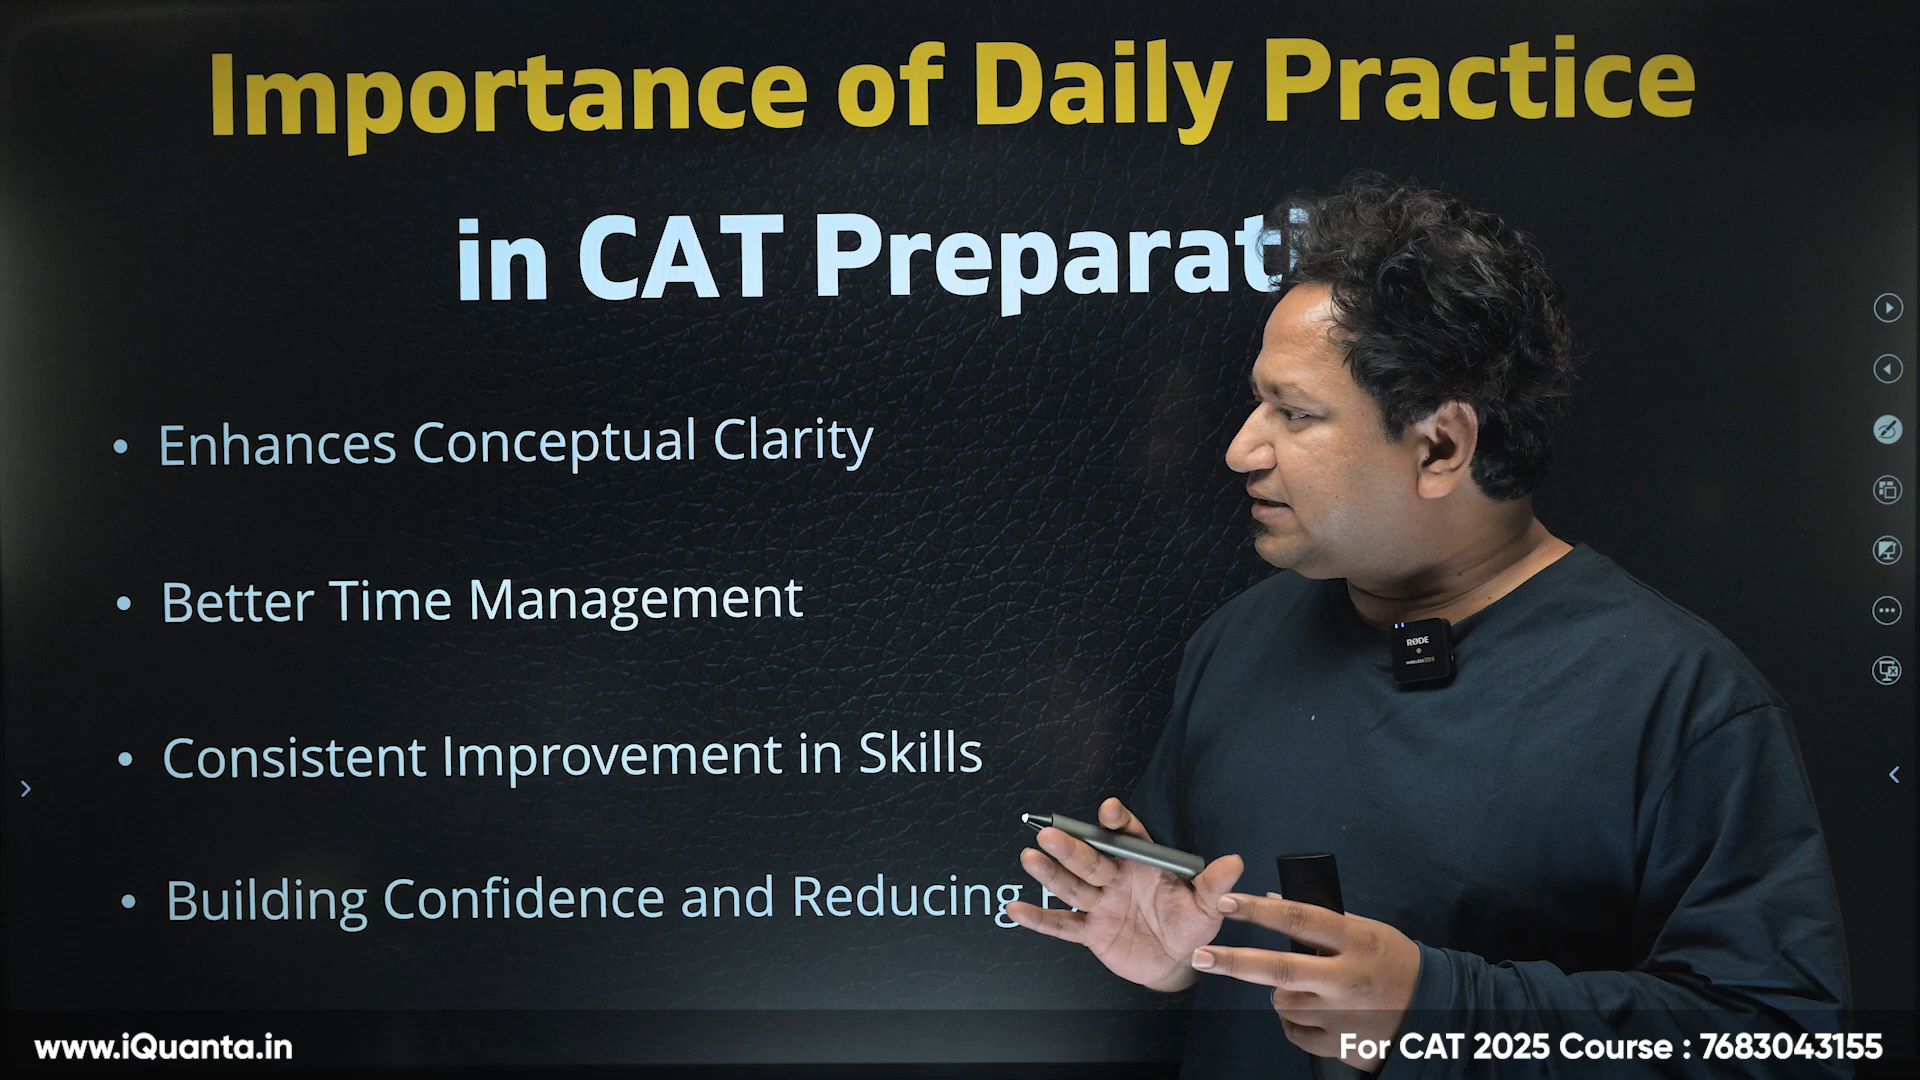 Importance of Daily Practice
in CAT Preparati
• Enhances Conceptual Clarity
• Better Time Management
• Consistent Improvement in Skills
• Building Confidence and Reducing
RØDE
www.iQuanta.in
For CAT 2025 Course : 7683043155